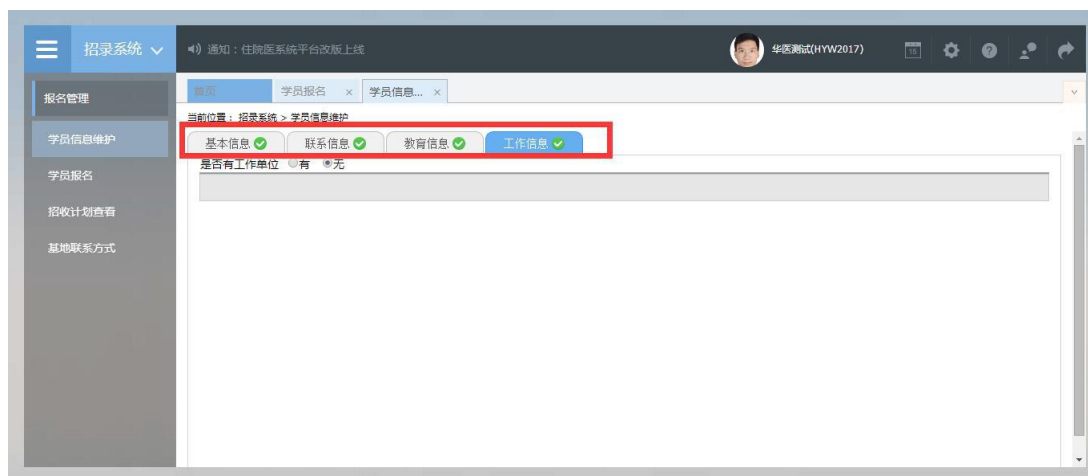 招录系统
通知：住院医系统平台改版上线
华医测试(HYW2017)
16
报名管理
首页
学员报名 ×
学员信息... ×
当前位置： 招录系统 > 学员信息维护
学员信息维护
基本信息
联系信息
教育信息
工作信息
是否有工作单位 有 无
学员报名
招收计划查看
基地联系方式